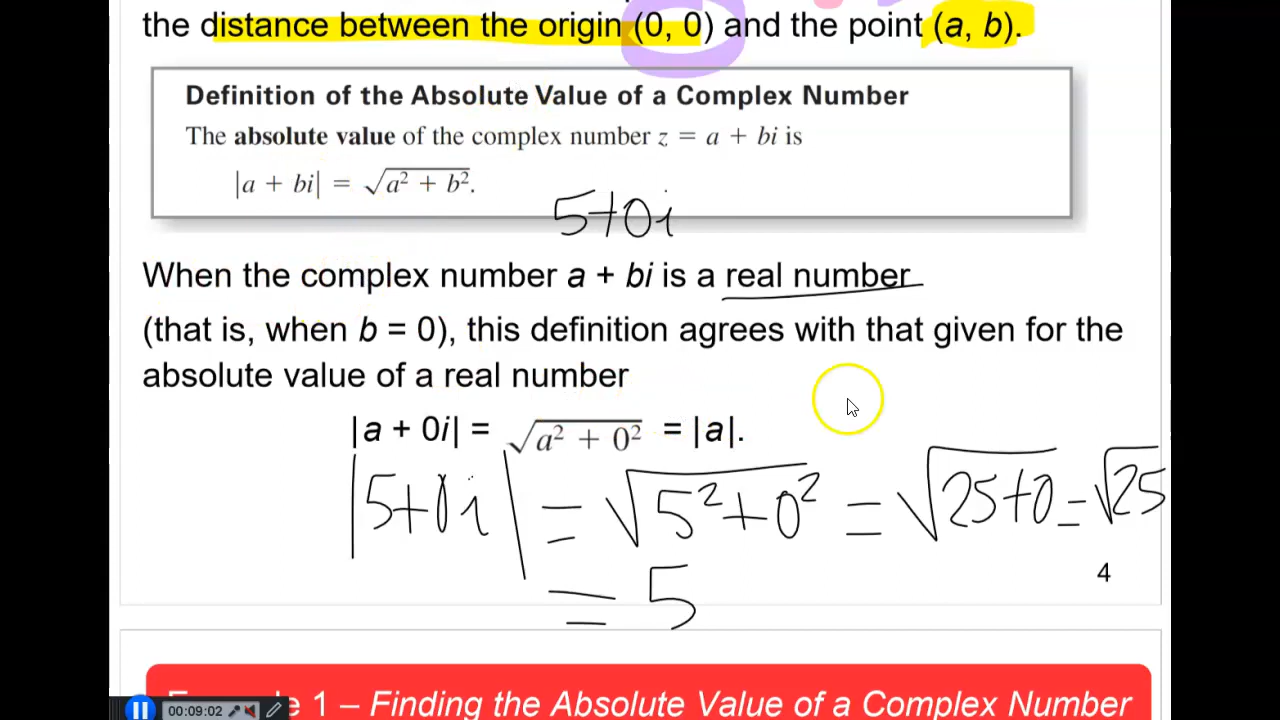 the distance between the origin (0, 0) and the point (a, b).
Definition of the Absolute Value of a Complex Number
The absolute value of the complex number z = a + bi is
|a + bi| = √(a² + b²).
5+0i
When the complex number a + bi is a real number
(that is, when b = 0), this definition agrees with that given for the
absolute value of a real number
|a + 0i| = √(a² + 0²) = |a|.
|5+0i| = √(5²+0²) = √(25+0) = √25
= 5
4
1 – Finding the Absolute Value of a Complex Number
00:09:02